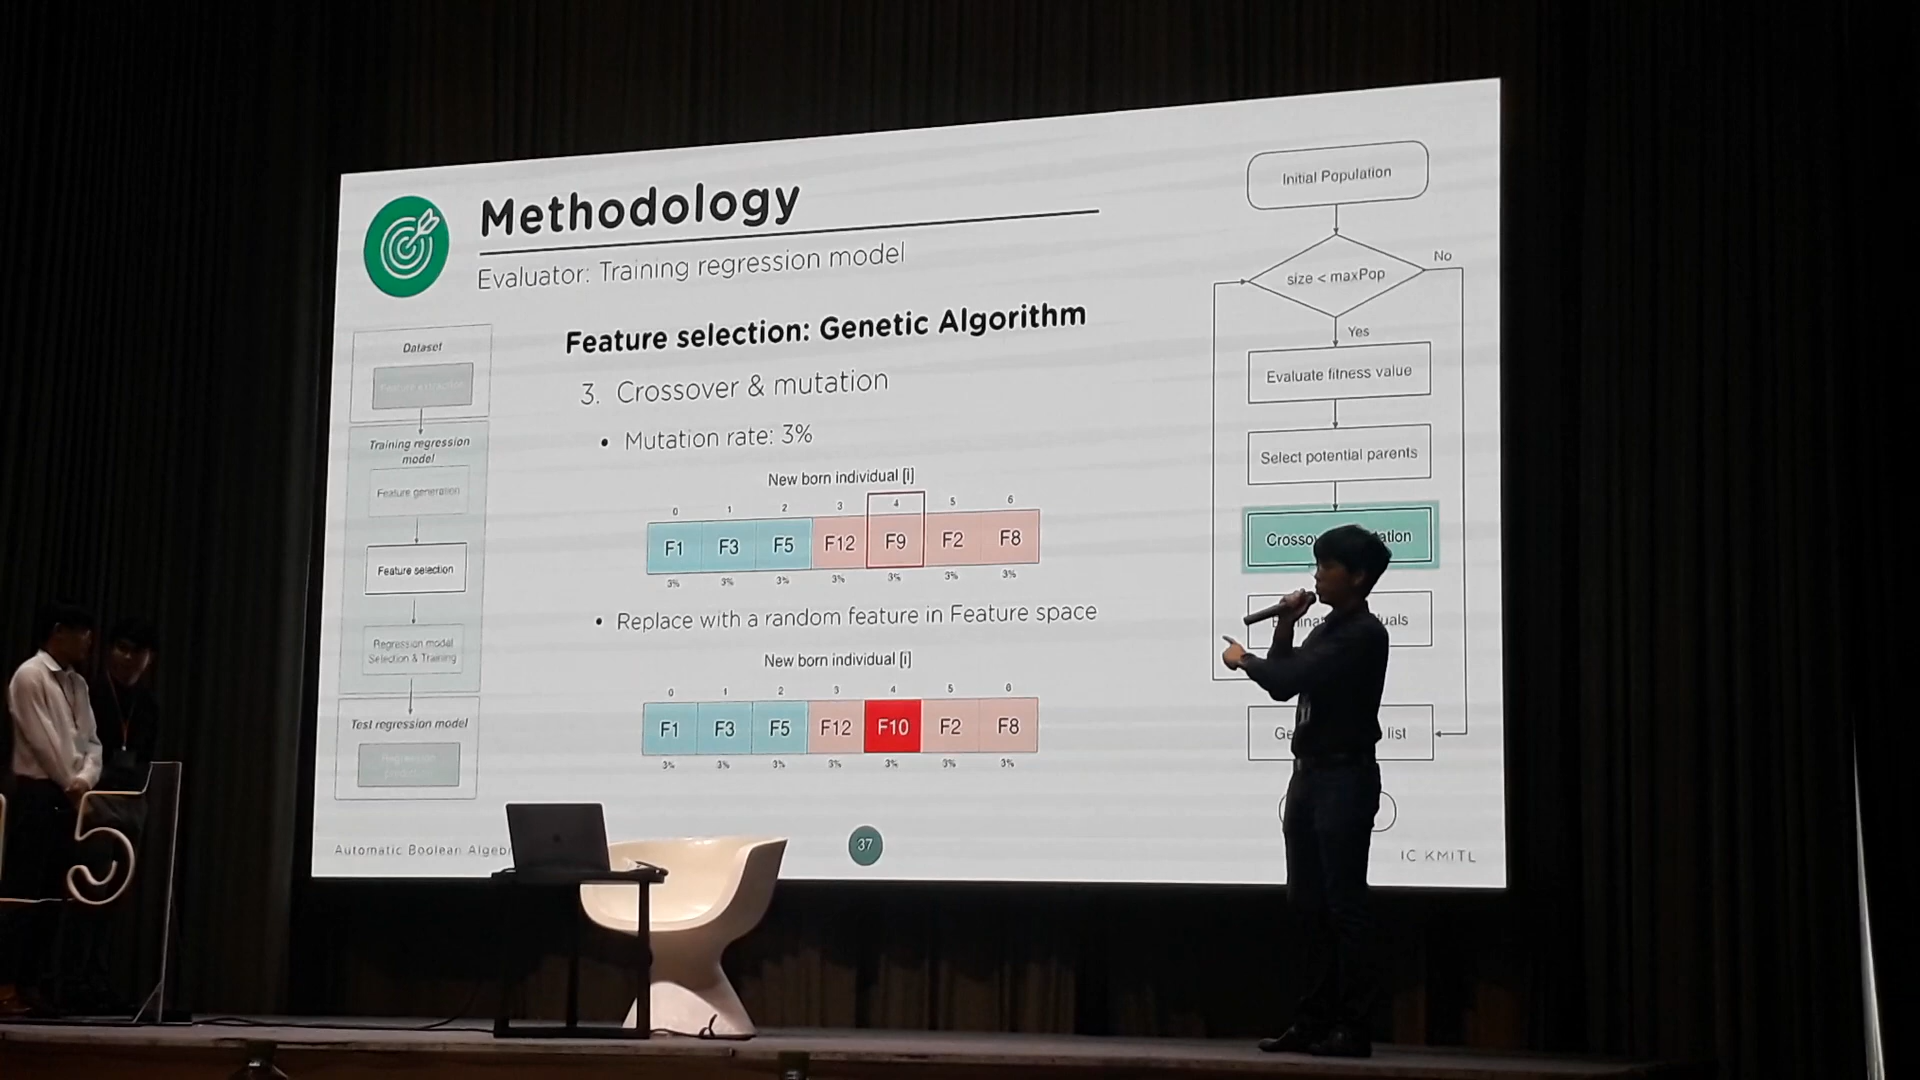 Methodology
Evaluator: Training regression model
Feature selection: Genetic Algorithm
3. Crossover & mutation
• Mutation rate: 3%
New born individual [i]
0 1 2 3 4 5 6
F1 F3 F5 F12 F9 F2 F8
3% 3% 3% 3% 3% 3% 3%
• Replace with a random feature in Feature space
New born individual [i]
0 1 2 3 4 5 6
F1 F3 F5 F12 F10 F2 F8
3% 3% 3% 3% 3% 3% 3%
Dataset
Training regression
model
Feature generation
Feature selection
Regression model
Selection & Training
Test regression model
Initial Population
size < maxPop
No
Yes
Evaluate fitness value
Select potential parents
list
Automatic Boolean
37
IC KMITL
5